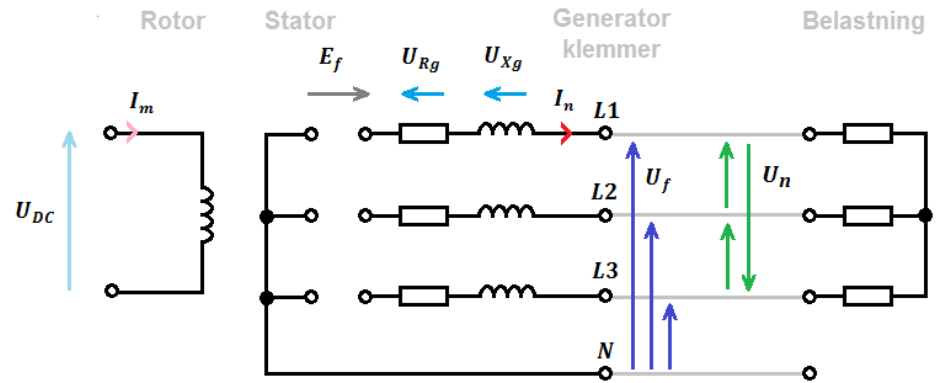 Rotor
Stator
Generator
klemmer
Belastning
E_f
U_Rg
U_Xg
I_m
I_n
L1
U_DC
L2
U_f
U_n
L3
N